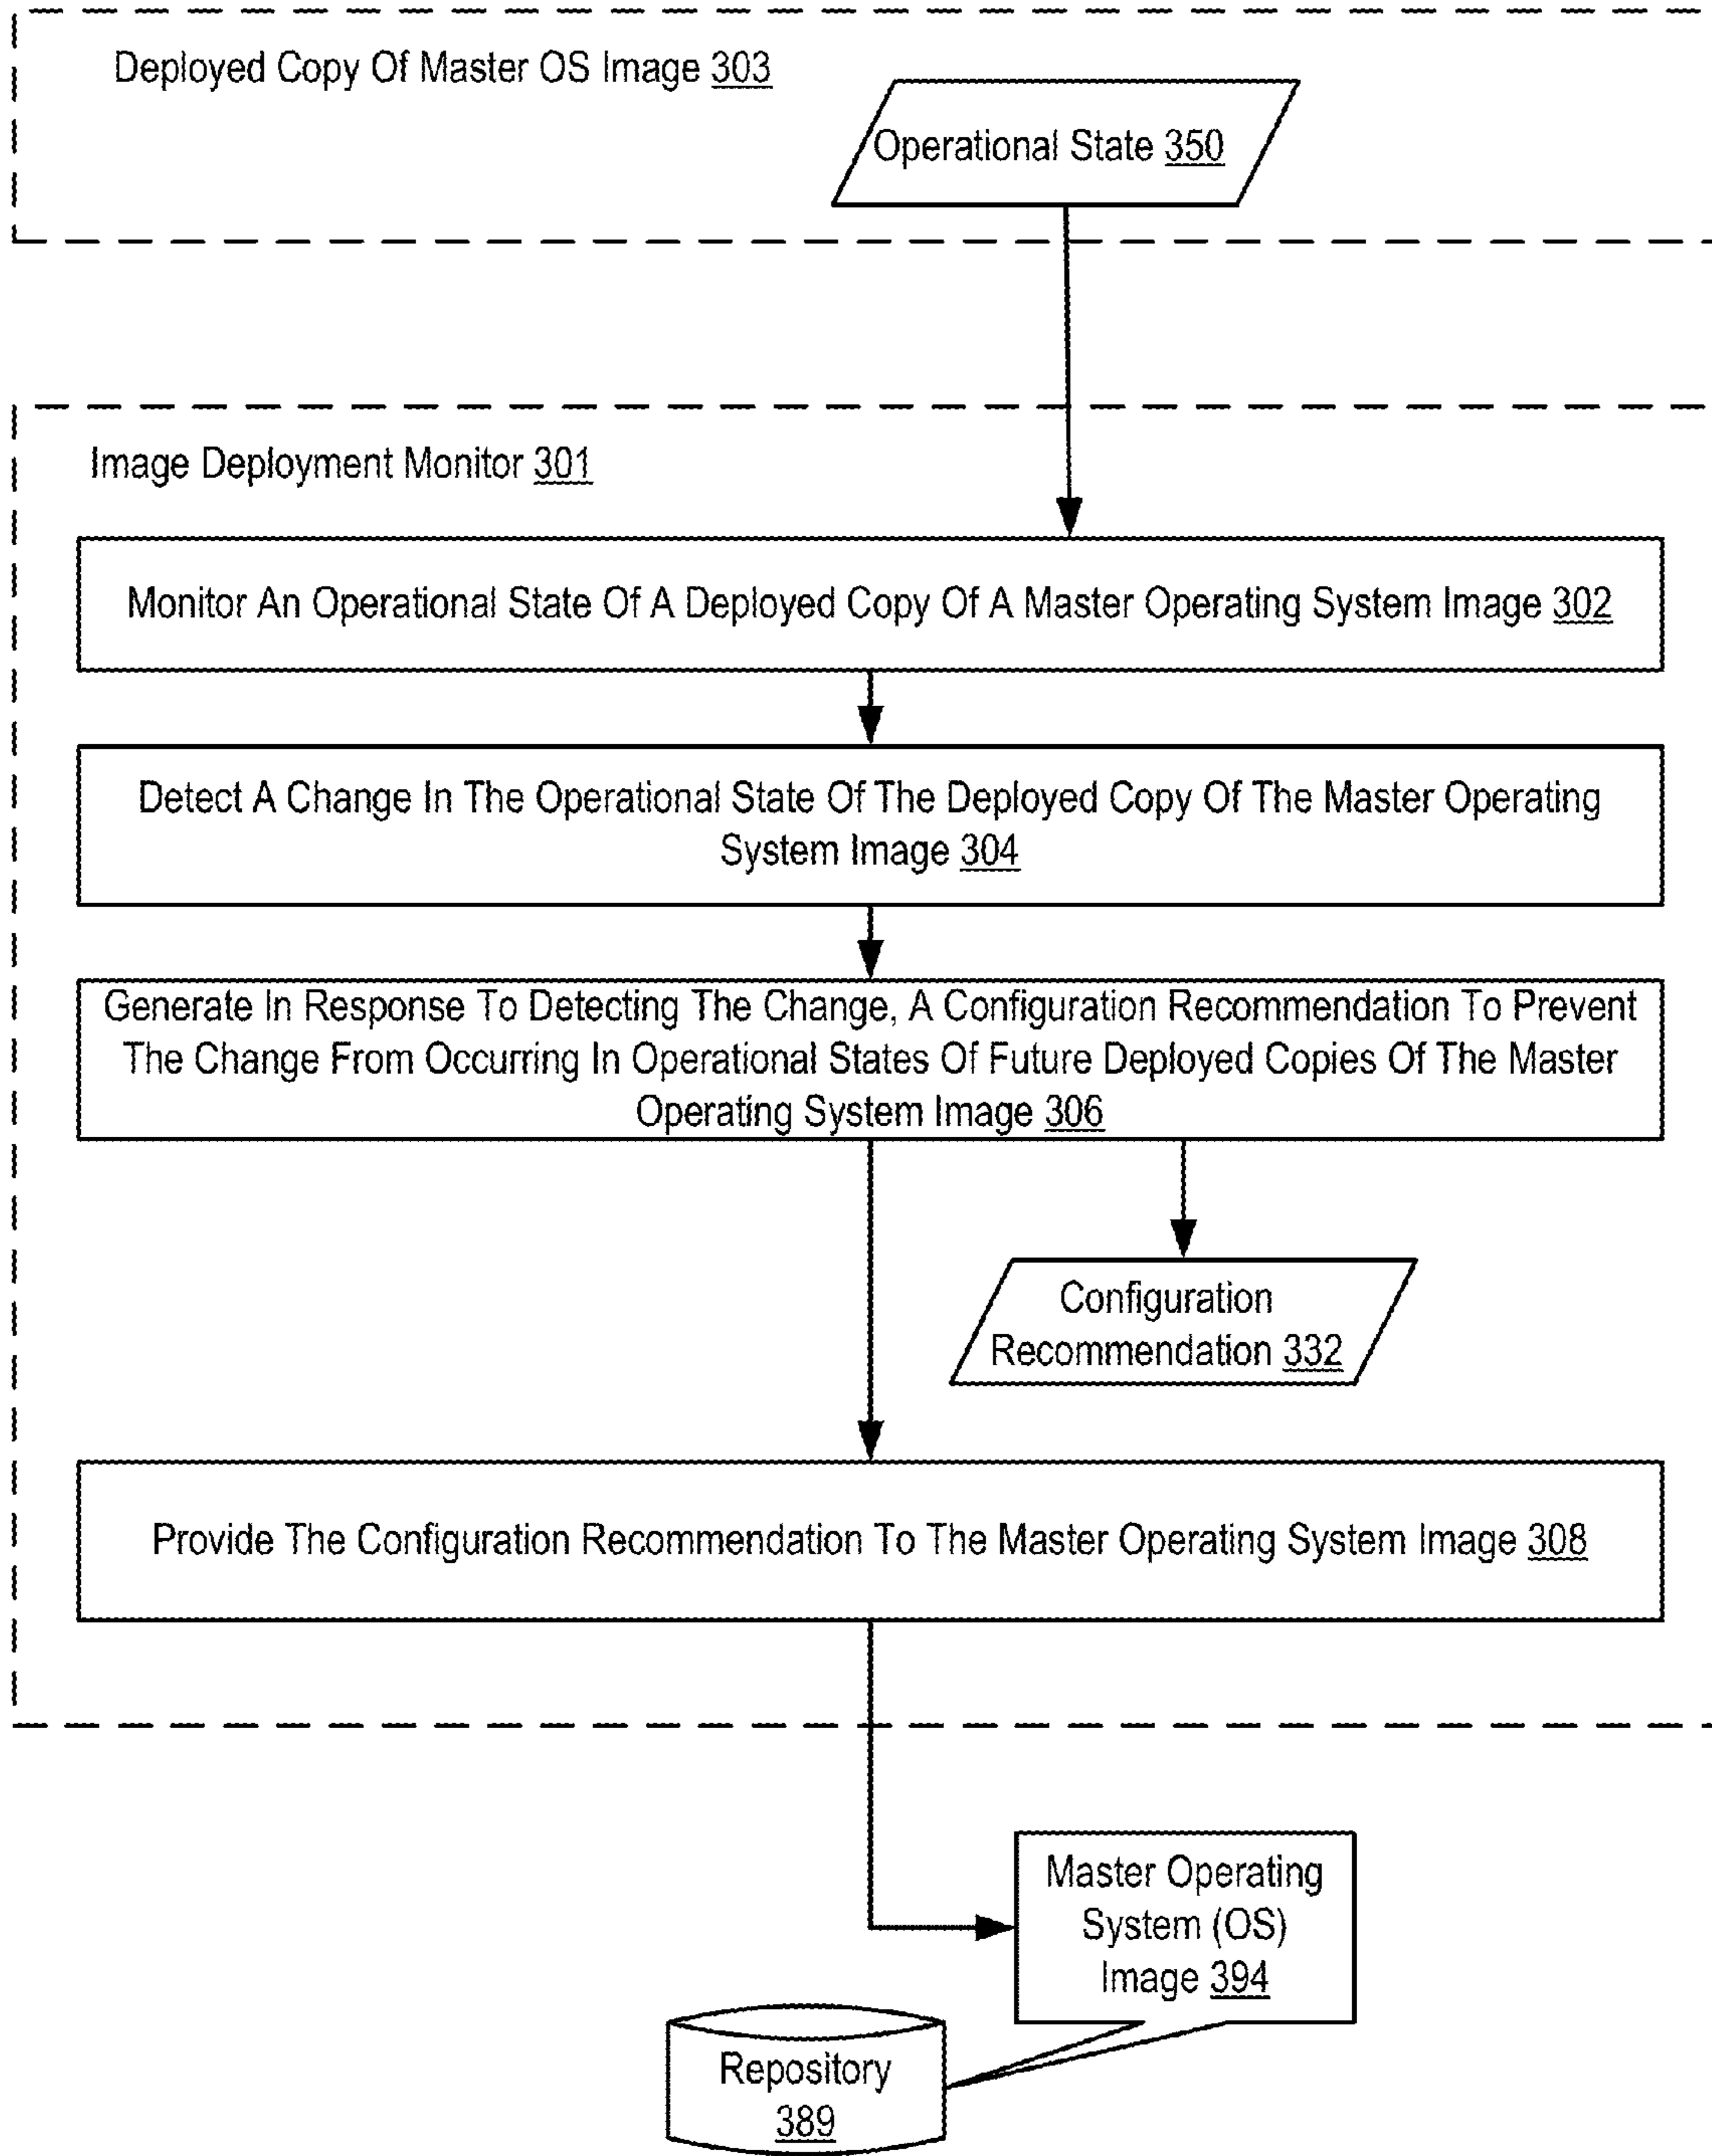 Deployed Copy Of Master OS Image 303
Operational State 350
Image Deployment Monitor 301
Monitor An Operational State Of A Deployed Copy Of A Master Operating System Image 302
Detect A Change In The Operational State Of The Deployed Copy Of The Master Operating
System Image 304
Generate In Response To Detecting The Change, A Configuration Recommendation To Prevent
The Change From Occurring In Operational States Of Future Deployed Copies Of The Master
Operating System Image 306
Configuration
Recommendation 332
Provide The Configuration Recommendation To The Master Operating System Image 308
Master Operating
System (OS)
Image 394
Repository
389